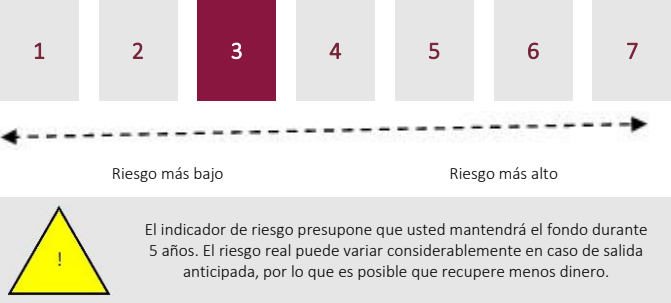 1 2 3 4 5 6 7
Riesgo más bajo Riesgo más alto
!
El indicador de riesgo presupone que usted mantendrá el fondo durante
5 años. El riesgo real puede variar considerablemente en caso de salida
anticipada, por lo que es posible que recupere menos dinero.